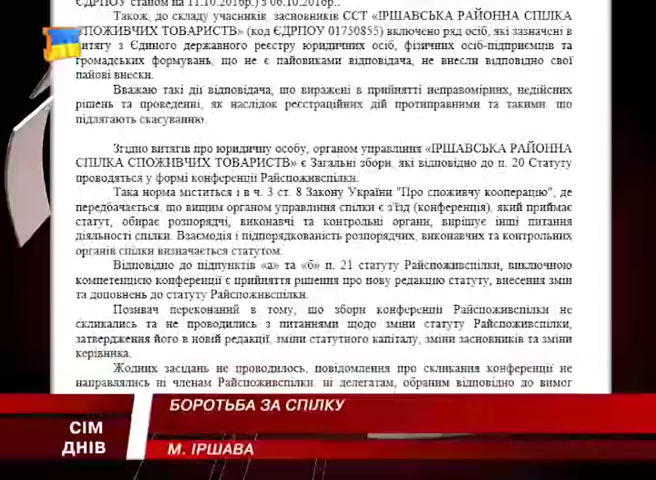 ЄДРПОУ станом на 11.10.2016р.) з 06.10.2016р..
Також, до складу учасників, засновників ССТ «ІРШАВСЬКА РАЙОННА СПІЛКА
СПОЖИВЧИХ ТОВАРИСТВ» (код ЄДРПОУ 01750855) включено ряд осіб, які зазначені в
витягу з Єдиного державного реєстру юридичних осіб, фізичних осіб-підприємців та
громадських формувань, що не є пайовиками відповідача, не внесли відповідно свої
пайові внески.
Вважаю такі дії відповідача, що виражені в прийнятті неправомірних, недійсних
рішень та проведенні, як наслідок реєстраційних дій протиправними та такими, що
підлягають скасуванню.
Згідно витягів про юридичну особу, органом управління «ІРШАВСЬКА РАЙОННА
СПІЛКА СПОЖИВЧИХ ТОВАРИСТВ» є Загальні збори, які відповідно до п. 20 Статуту
проводяться у формі конференції Райспоживспілки.
Така норма міститься і в ч. 3 ст. 8 Закону України "Про споживчу кооперацію", де
передбачається, що вищим органом управління спілки є з'їзд (конференція), який приймає
статут, обирає розпорядчі, виконавчі та контрольні органи, вирішує інші питання
діяльності спілки. Взаємодія і підпорядкованість розпорядчих, виконавчих та контрольних
органів спілки визначається статутом.
Відповідно до підпунктів «а» та «б» п. 21 статуту Райспоживспілки, виключною
компетенцією конференції є прийняття рішення про нову редакцію статуту, внесення змін
та доповнень до статуту Райспоживспілки.
Позивач переконаний в тому, що збори конференції Райспоживспілки не
скликались та не проводились з питаннями щодо зміни статуту Райспоживспілки,
затвердження його в новій редакції, зміни статутного капіталу, зміни засновників та зміни
керівника.
Жодних засідань не проводилось, повідомлення про скликання конференції не
направлялись ні членам Райспоживспілки, ні делегатам, обраним відповідно до вимог
БОРОТЬБА ЗА СПІЛКУ
СІМ
ДНІВ
М. ІРШАВА